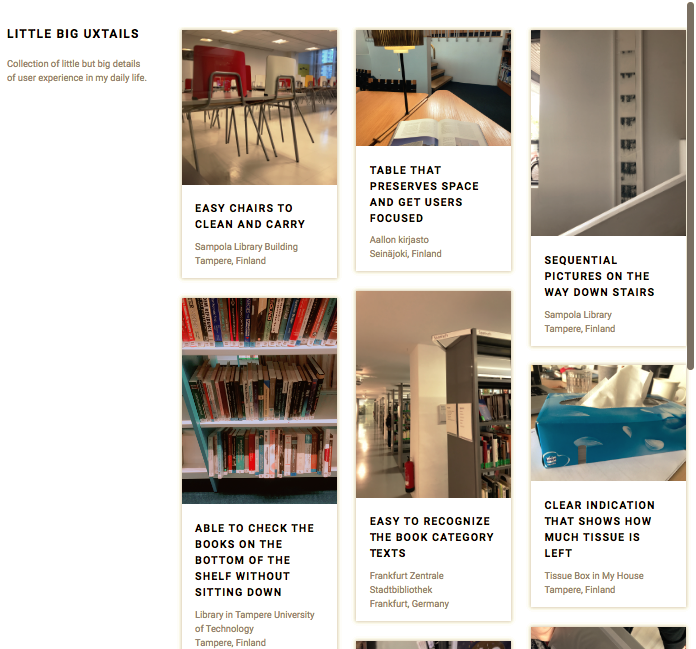 LITTLE BIG UXTAILS
Collection of little but big details
of user experience in my daily life.
EASY CHAIRS TO
CLEAN AND CARRY
Sampola Library Building
Tampere, Finland
ABLE TO CHECK THE
BOOKS ON THE
BOTTOM OF THE
SHELF WITHOUT
SITTING DOWN
Library in Tampere University
of Technology
Tampere, Finland
TABLE THAT
PRESERVES SPACE
AND GET USERS
FOCUSED
Aallon kirjasto
Seinäjoki, Finland
EASY TO RECOGNIZE
THE BOOK CATEGORY
TEXTS
Frankfurt Zentrale
Stadtbibliothek
Frankfurt, Germany
SEQUENTIAL
PICTURES ON THE
WAY DOWN STAIRS
Sampola Library
Tampere, Finland
CLEAR INDICATION
THAT SHOWS HOW
MUCH TISSUE IS
LEFT
Tissue Box in My House
Tampere, Finland